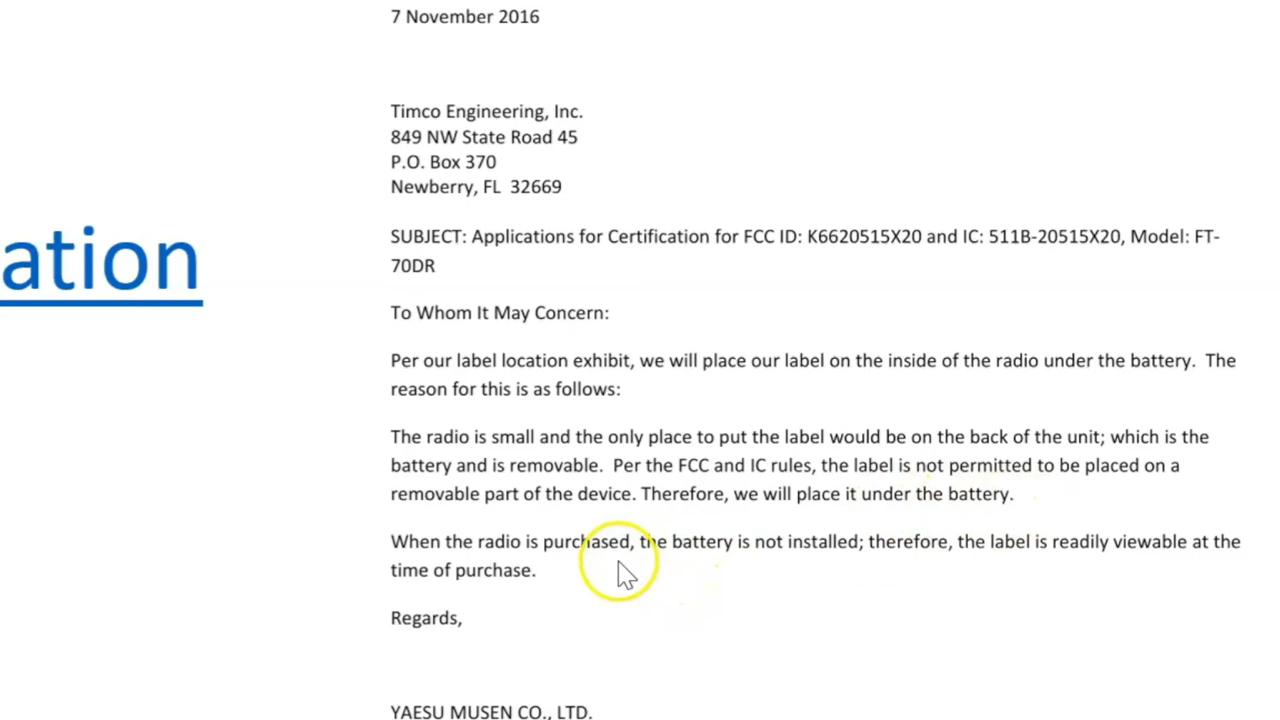 7 November 2016
Timco Engineering, Inc.
849 NW State Road 45
P.O. Box 370
Newberry, FL  32669
ation
SUBJECT: Applications for Certification for FCC ID: K6620515X20 and IC: 511B-20515X20, Model: FT-
70DR
To Whom It May Concern:
Per our label location exhibit, we will place our label on the inside of the radio under the battery.  The
reason for this is as follows:
The radio is small and the only place to put the label would be on the back of the unit; which is the
battery and is removable.  Per the FCC and IC rules, the label is not permitted to be placed on a
removable part of the device. Therefore, we will place it under the battery.
When the radio is purchased, the battery is not installed; therefore, the label is readily viewable at the
time of purchase.
Regards,
YAESU MUSEN CO., LTD.